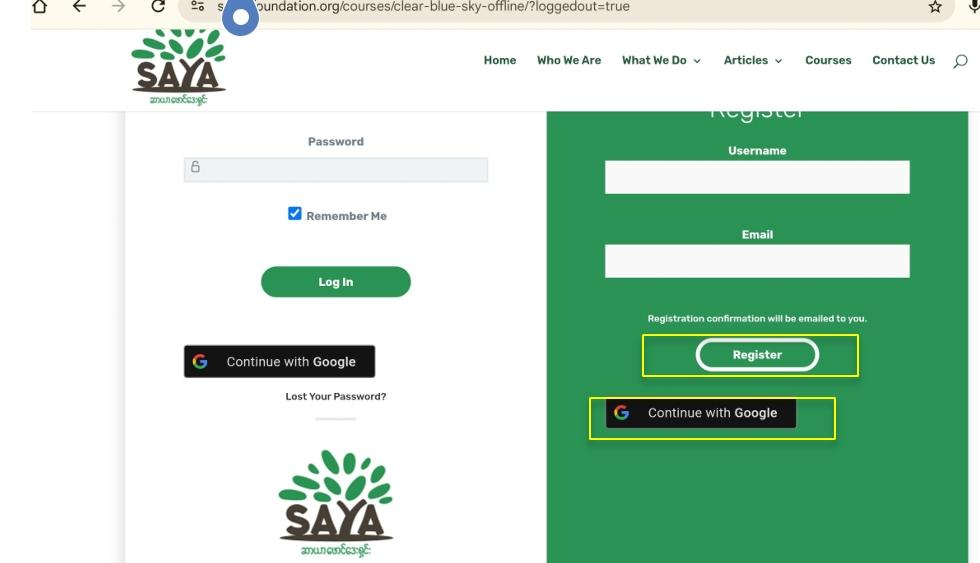 oundation.org/courses/clear-blue-sky-offline/?loggedout=true
SAYA
ဆာယာဖောင်ဒေးရှင်း
Home Who We Are What We Do Articles Courses Contact Us
Password
Remember Me
Log In
Continue with Google
Lost Your Password?
SAYA
ဆာယာဖောင်ဒေးရှင်း
Register
Username
Email
Registration confirmation will be emailed to you.
Register
Continue with Google